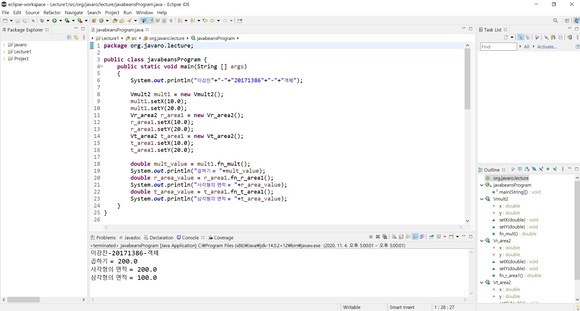 eclipse-workspace - Lecture1/src/org/javaro/lecture/javabeansProgram.java - Eclipse IDE
File Edit Source Refactor Navigate Search Project Run Window Help
Package Explorer
javaro
Lecture1
Project
javabeansProgram.java
Lecture1 src org.javaro.lecture javabeansProgram
1 package org.javaro.lecture;
2
3 public class javabeansProgram {
4 public static void main(String [] args)
5 {
6 System.out.println("이강찬"+"-"+"20171386"+"-"+"객체");
7
8 Vmult2 mult1 = new Vmult2();
9 mult1.setX(10.0);
10 mult1.setY(20.0);
11 Vr_area2 r_area1 = new Vr_area2();
12 r_area1.setX(10.0);
13 r_area1.setY(20.0);
14 Vt_area2 t_area1 = new Vt_area2();
15 t_area1.setX(10.0);
16 t_area1.setY(20.0);
17
18 double mult_value = mult1.fn_mult();
19 System.out.println("곱하기 = "+mult_value);
20 double r_area_value = r_area1.fn_r_area1();
21 System.out.println("사각형의 면적 = "+r_area_value);
22 double t_area_value = t_area1.fn_t_area1();
23 System.out.println("삼각형의 면적 = "+t_area_value);
24 }
25 }
26
Problems Javadoc Declaration Console Coverage
<terminated> javabeansProgram [Java Application] C:\Program Files\Java\jdk-14.0.2+12\bin\javaw.exe (2020. 11. 4. 오후 5:00:01 – 오후 5:00:01)
이강찬-20171386-객체
곱하기 = 200.0
사각형의 면적 = 200.0
삼각형의 면적 = 100.0
Task List
Find All Activate...
Outline
org.javaro.lecture
javabeansProgram
main(String[]) : void
Vmult2
x : double
y : double
setX(double) : void
setY(double) : void
fn_mult() : double
Vr_area2
x : double
y : double
setX(double) : void
setY(double) : void
fn_r_area1() : double
Vt_area2
x : double
Writable Smart Insert 1 : 28 : 27